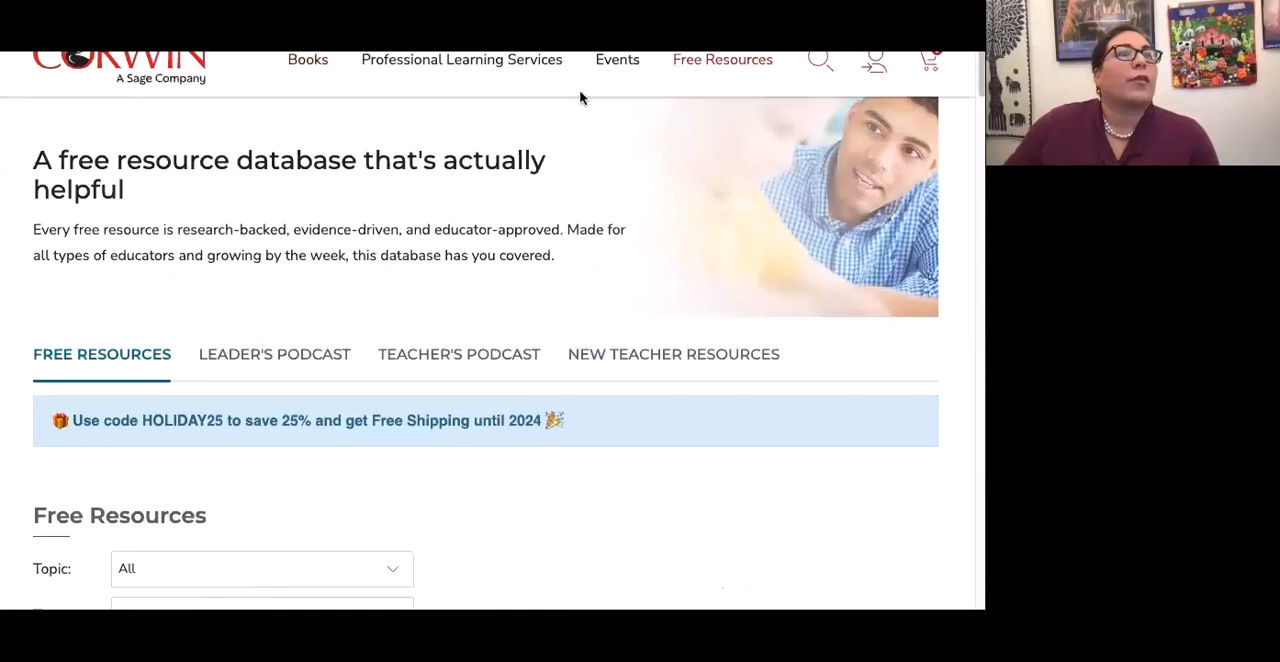 CORWIN
A Sage Company
Books
Professional Learning Services
Events
Free Resources
A free resource database that's actually
helpful
Every free resource is research-backed, evidence-driven, and educator-approved. Made for
all types of educators and growing by the week, this database has you covered.
FREE RESOURCES
LEADER'S PODCAST
TEACHER'S PODCAST
NEW TEACHER RESOURCES
🎁 Use code HOLIDAY25 to save 25% and get Free Shipping until 2024 🎉
Free Resources
Topic:
All